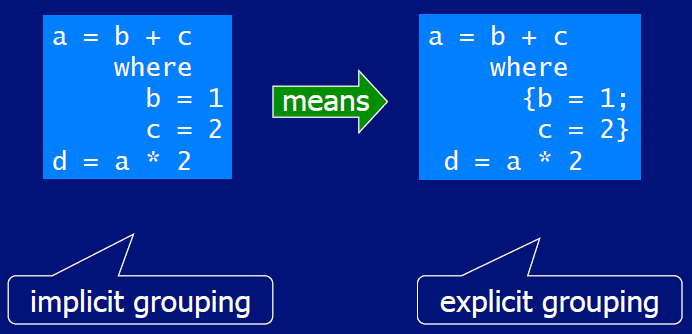 a = b + c
    where
      b = 1
      c = 2
d = a * 2
means
a = b + c
    where
      {b = 1;
       c = 2}
 d = a * 2
implicit grouping
explicit grouping